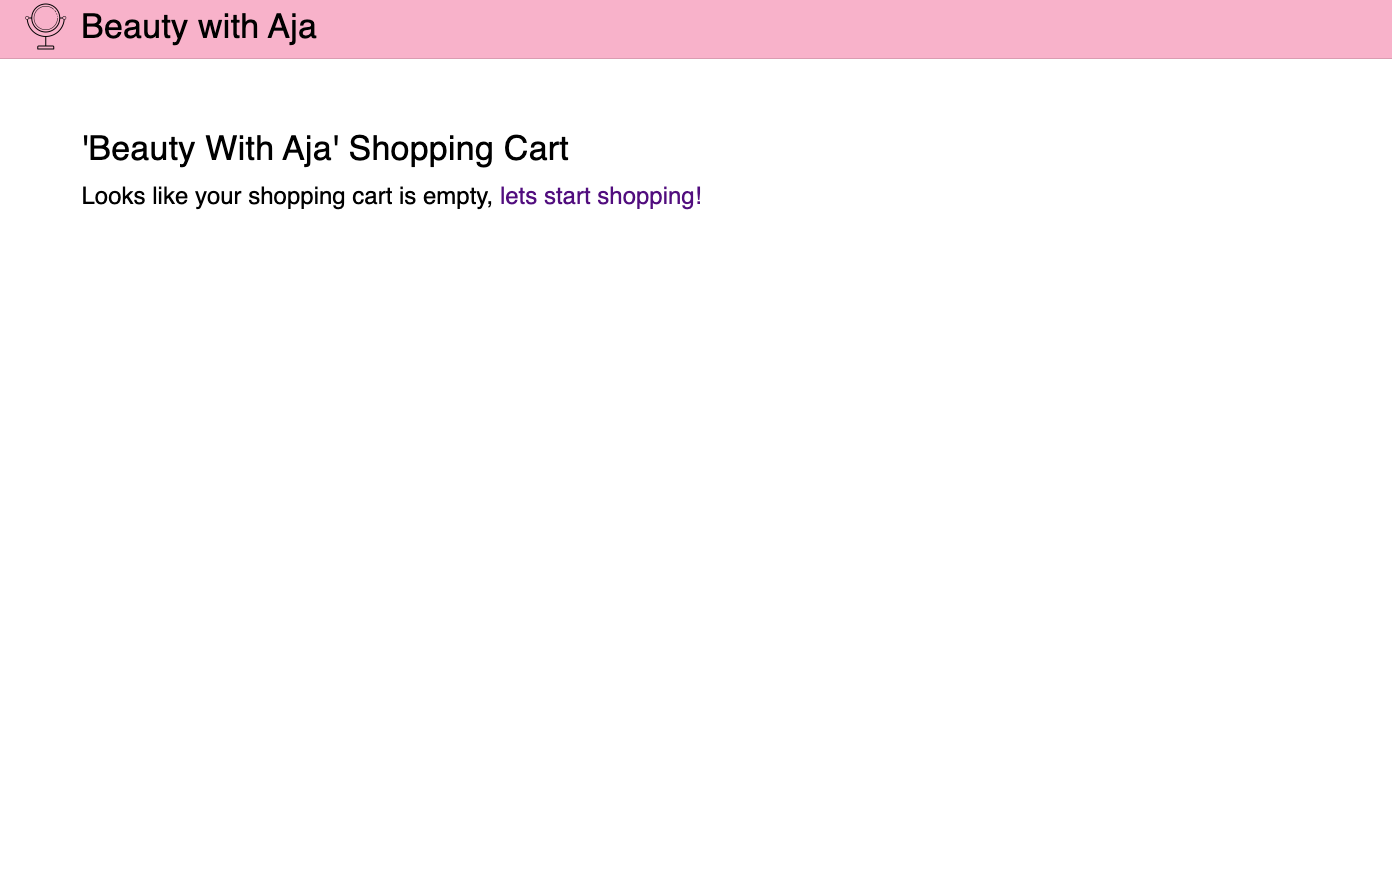 Beauty with Aja
'Beauty With Aja' Shopping Cart
Looks like your shopping cart is empty, lets start shopping!